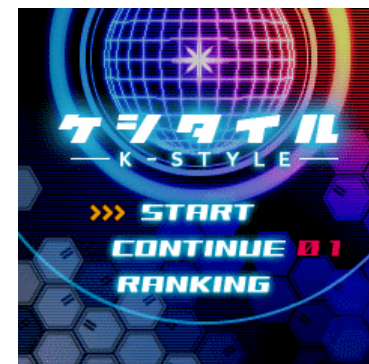 ケシタイル
K-STYLE
>>> START
CONTINUE 01
RANKING